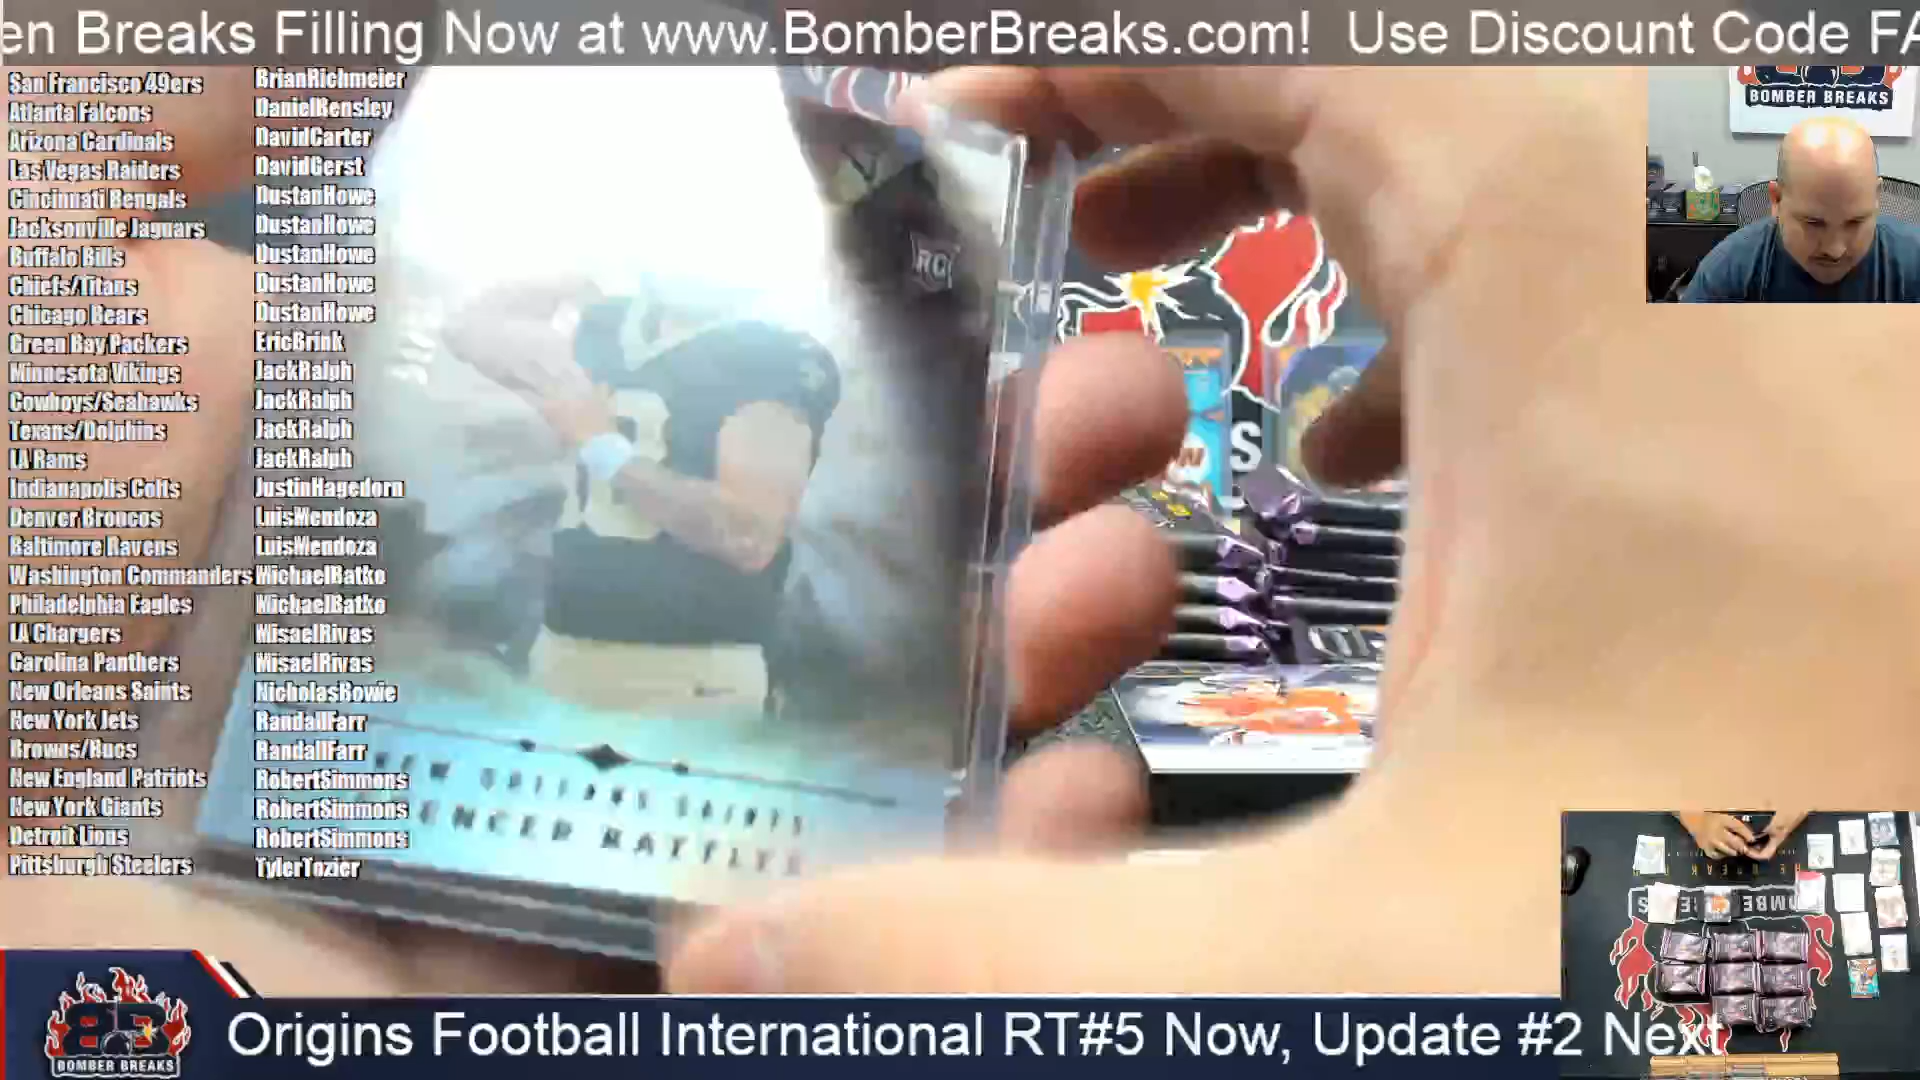 en Breaks Filling Now at www.BomberBreaks.com! Use Discount Code FA
San Francisco 49ers BrianRichmeier
Atlanta Falcons DanielBensley
Arizona Cardinals DavidCarter
Las Vegas Raiders DavidGerst
Cincinnati Bengals DustanHowe
Jacksonville Jaguars DustanHowe
Buffalo Bills DustanHowe
Chiefs/Titans DustanHowe
Chicago Bears DustanHowe
Green Bay Packers EricBrink
Minnesota Vikings JackRalph
Cowboys/Seahawks JackRalph
Texans/Dolphins JackRalph
LA Rams JackRalph
Indianapolis Colts JustinHagedorn
Denver Broncos LuisMendoza
Baltimore Ravens LuisMendoza
Washington Commanders MichaelBatko
Philadelphia Eagles MichaelBatko
LA Chargers MisaelRivas
Carolina Panthers MisaelRivas
New Orleans Saints NicholasBowie
New York Jets RandallFarr
Browns/Bucs RandallFarr
New England Patriots RobertSimmons
New York Giants RobertSimmons
Detroit Lions RobertSimmons
Pittsburgh Steelers TylerTozier
BOMBER BREAKS
RC
NEW ORLEANS SAINTS
BOMBER BREAKS
Origins Football International RT#5 Now, Update #2 Next